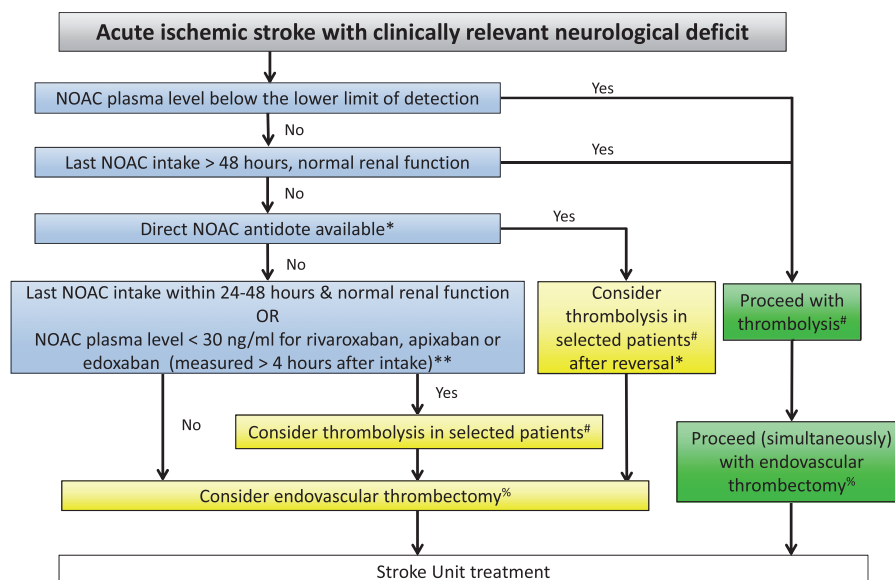 Acute ischemic stroke with clinically relevant neurological deficit
NOAC plasma level below the lower limit of detection
Yes
No
Last NOAC intake > 48 hours, normal renal function
Yes
No
Direct NOAC antidote available*
Yes
No
Last NOAC intake within 24-48 hours & normal renal function
OR
NOAC plasma level < 30 ng/ml for rivaroxaban, apixaban or
edoxaban (measured > 4 hours after intake)**
Consider
thrombolysis in
selected patients#
after reversal*
Proceed with
thrombolysis#
Yes
No
Consider thrombolysis in selected patients#
Proceed (simultaneously)
with endovascular
thrombectomy%
Consider endovascular thrombectomy%
Stroke Unit treatment